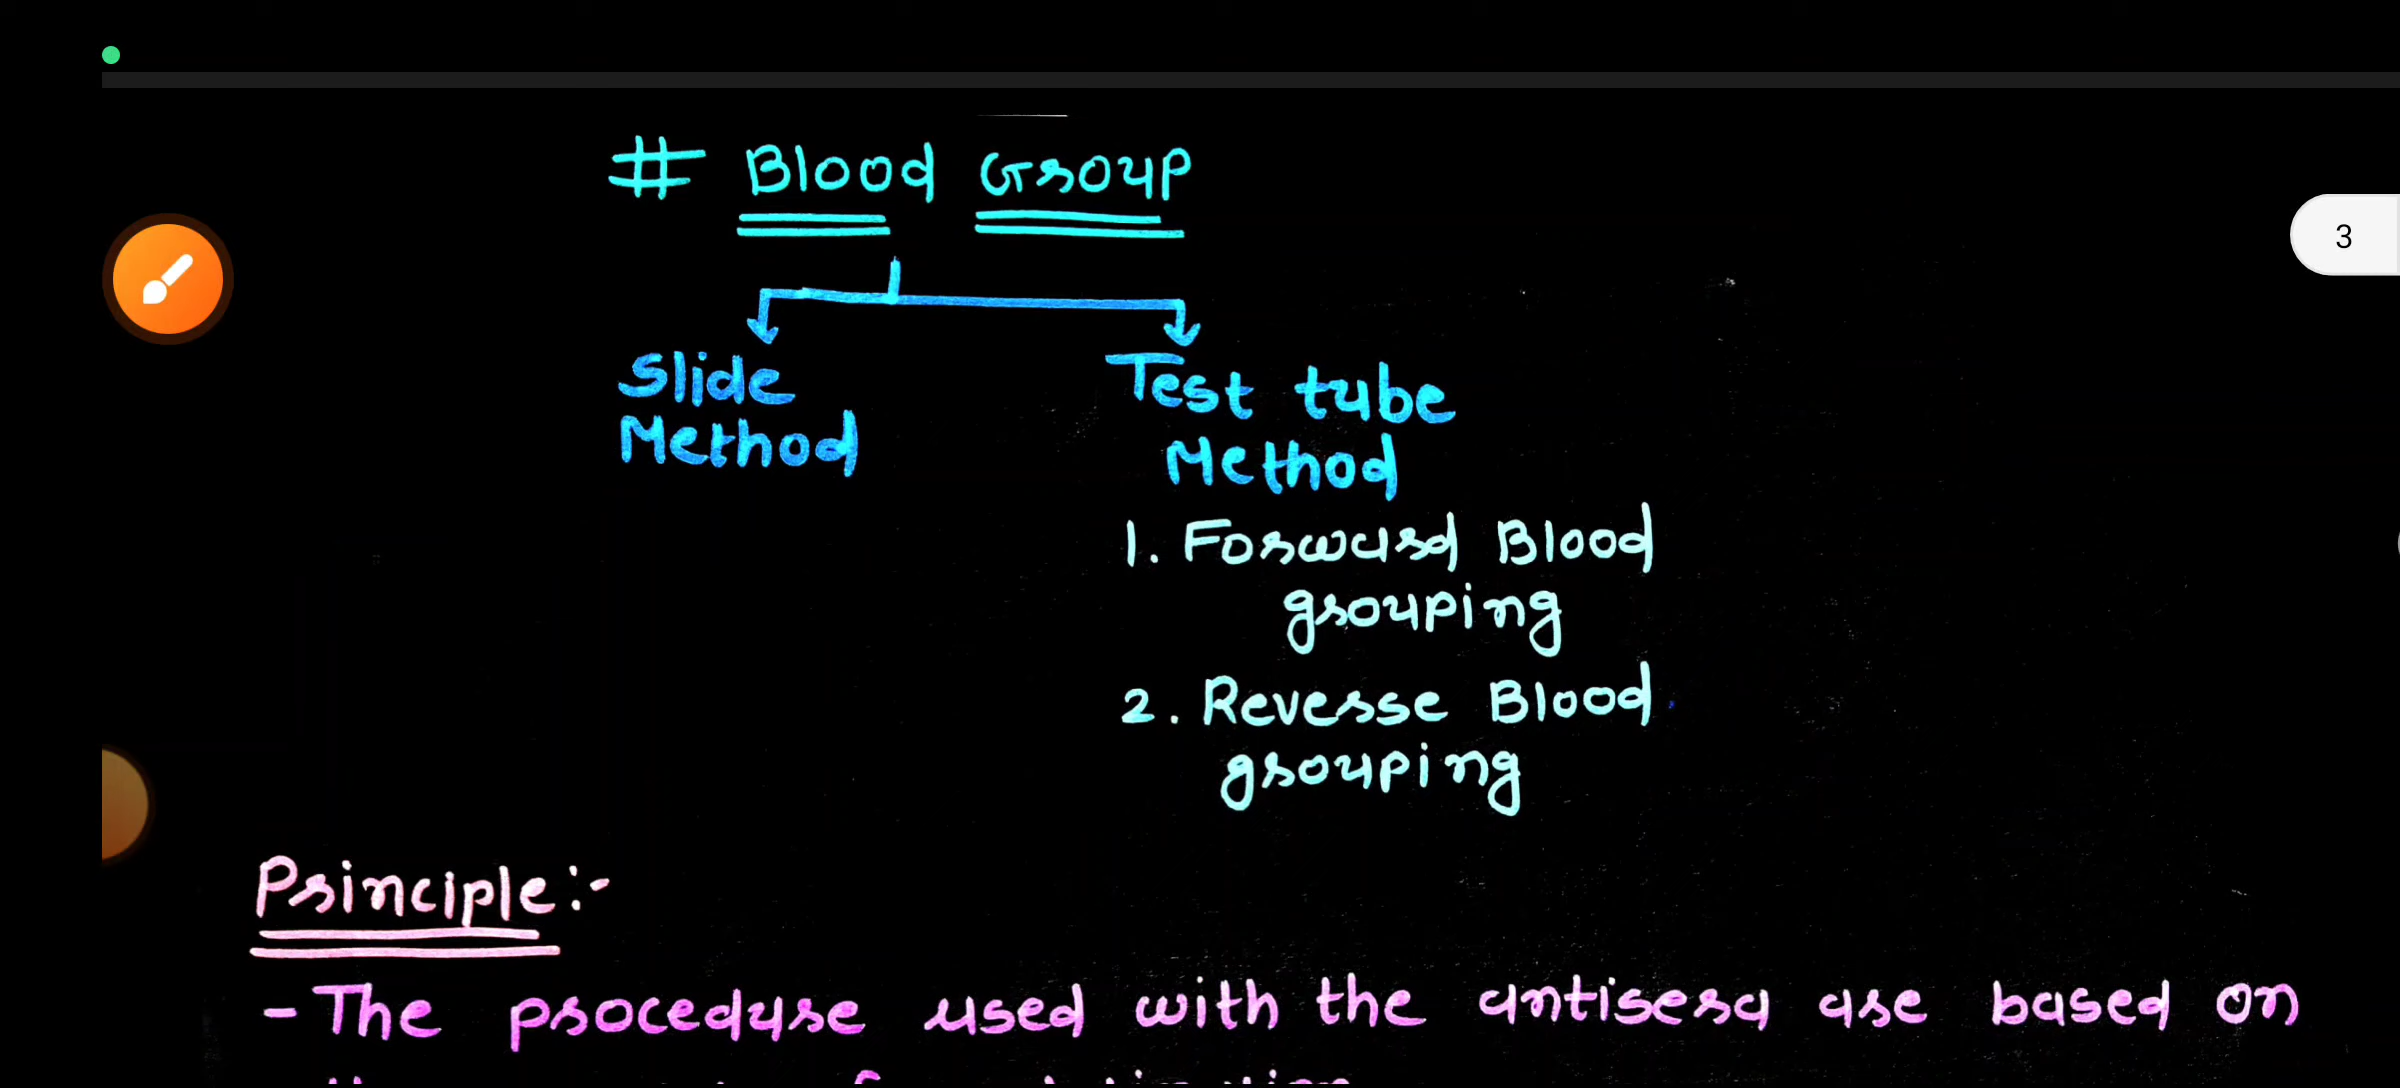 # Blood Group
Slide
Method
Test tube
Method
1. Forward Blood
grouping
2. Reverse Blood
grouping
Principle:-
-The procedure used with the antisera are based on
3